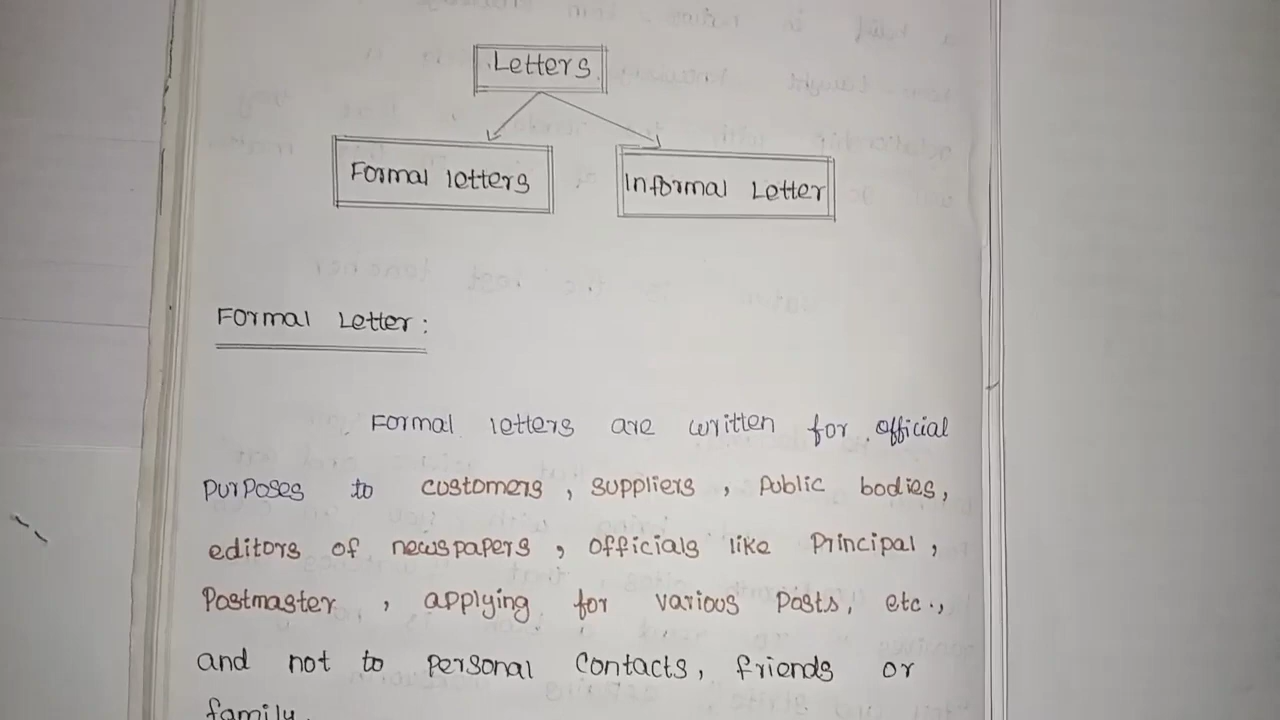 Letters
Formal letters
Informal Letter
Formal Letter:
Formal letters are written for official
purposes to customers, suppliers, public bodies,
editors of newspapers, officials like Principal,
Postmaster, applying for various posts, etc.,
and not to personal contacts, friends or
family.